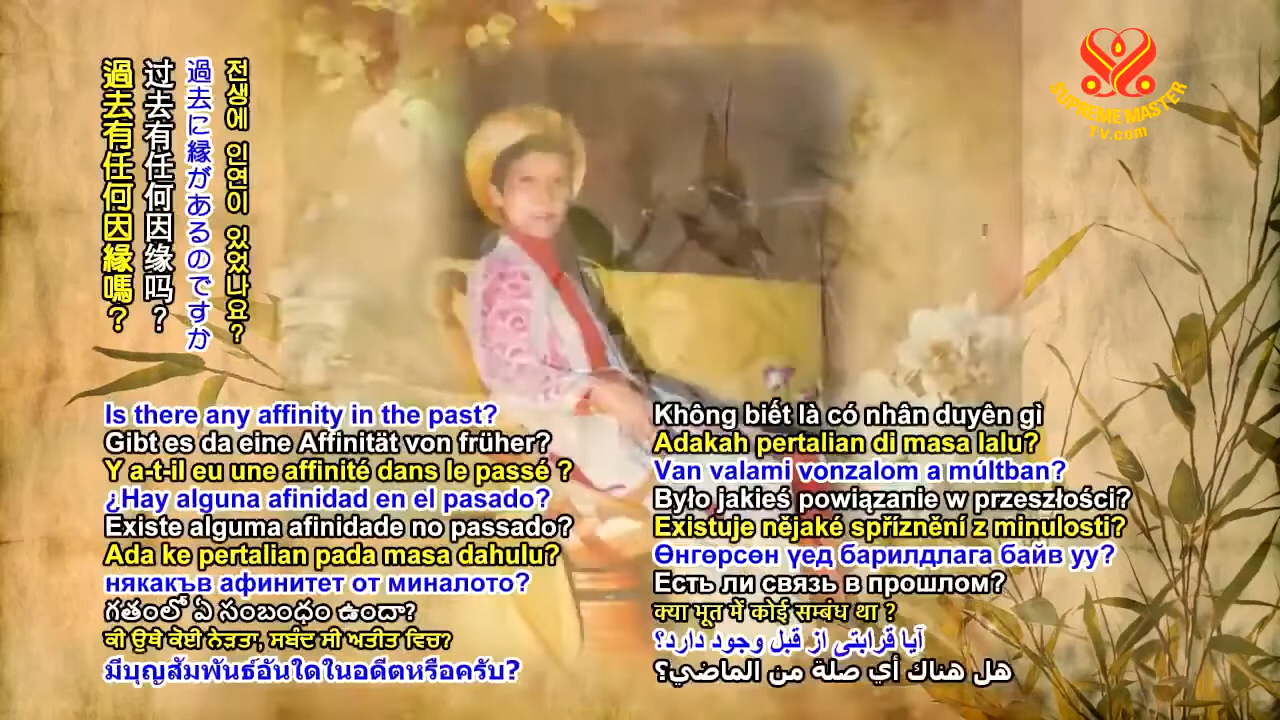 過去有任何因緣嗎？
过去有任何因缘吗？
過去に縁があるのですか
전생에 인연이 있었나요?
SUPREME MASTER
TV.com
Is there any affinity in the past?
Gibt es da eine Affinität von früher?
Y a-t-il eu une affinité dans le passé ?
¿Hay alguna afinidad en el pasado?
Existe alguma afinidade no passado?
Ada ke pertalian pada masa dahulu?
някакъв афинитет от миналото?
గతంలో ఏ సంబంధం ఉందా?
ਕੀ ਉਥੇ ਕੋਈ ਨੇੜਤਾ, ਸਬੰਦ ਸੀ ਅਤੀਤ ਵਿਚ?
มีบุญสัมพันธ์อันใดในอดีตหรือครับ?
Không biết là có nhân duyên gì
Adakah pertalian di masa lalu?
Van valami vonzalom a múltban?
Było jakieś powiązanie w przeszłości?
Existuje nějaké spříznění z minulosti?
Өнгөрсөн үед барилдлага байв уу?
Есть ли связь в прошлом?
क्या भूत में कोई सम्बंध था ?
آیا قرابتی از قبل وجود دارد؟
هل هناك أي صلة من الماضي؟